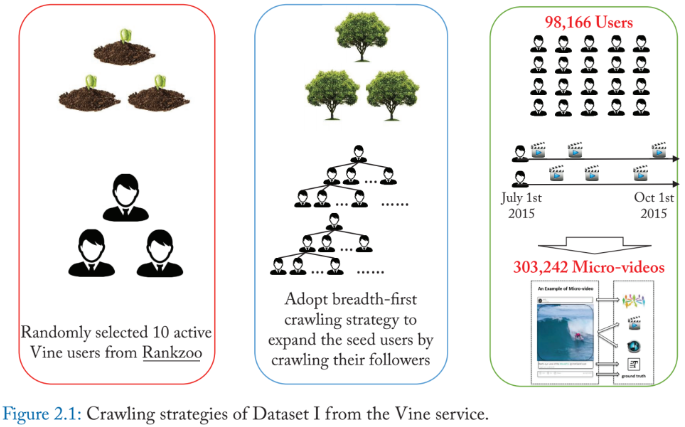 Randomly selected 10 active
Vine users from Rankzoo
Adopt breadth-first
crawling strategy to
expand the seed users by
crawling their followers
98,166 Users
July 1st
2015
Oct 1st
2015
303,242 Micro-videos
An Example of Micro-video
ground truth
Figure 2.1: Crawling strategies of Dataset I from the Vine service.